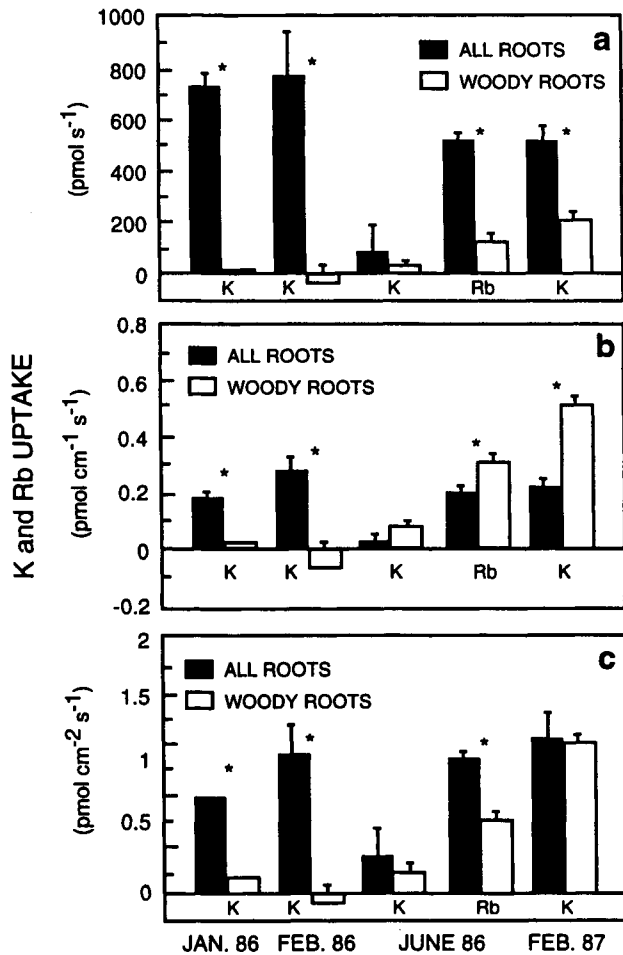 K and Rb UPTAKE
a
ALL ROOTS
WOODY ROOTS
(pmol s⁻¹)
1000
800
600
400
200
0
* * * *
K K K Rb K
b
ALL ROOTS
WOODY ROOTS
(pmol cm⁻¹ s⁻¹)
0.8
0.6
0.4
0.2
0
-0.2
* * * *
K K K Rb K
c
ALL ROOTS
WOODY ROOTS
(pmol cm⁻² s⁻¹)
2
1.5
1
0.5
0
* * *
K K K Rb K
JAN. 86 FEB. 86 JUNE 86 FEB. 87